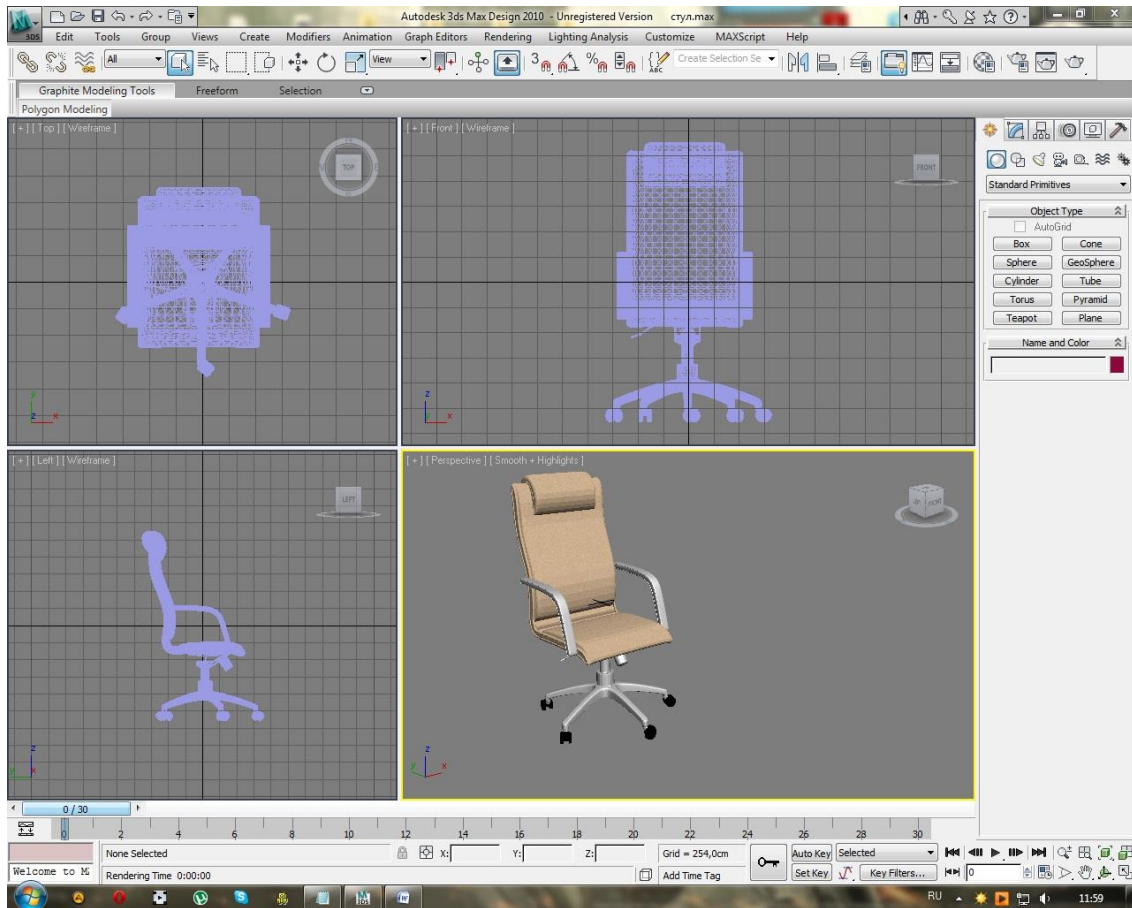 Autodesk 3ds Max Design 2010 - Unregistered Version стул.max
3DS Edit Tools Group Views Create Modifiers Animation Graph Editors Rendering Lighting Analysis Customize MAXScript Help
All View 3 Create Selection Se
Graphite Modeling Tools Freeform Selection
Polygon Modeling
[ + ] [ Top ] [ Wireframe ]
TOP
[ + ] [ Front ] [ Wireframe ]
FRONT
Standard Primitives
Object Type
AutoGrid
Box Cone
Sphere GeoSphere
Cylinder Tube
Torus Pyramid
Teapot Plane
Name and Color
y z x
z x
[ + ] [ Left ] [ Wireframe ]
LEFT
[ + ] [ Perspective ] [ Smooth + Highlights ]
FRONT
z y x
z y x
0 / 30
0 2 4 6 8 10 12 14 16 18 20 22 24 26 28 30
None Selected X: Y: Z: Grid = 254,0cm Auto Key Selected
Welcome to M Rendering Time 0:00:00 Add Time Tag Set Key Key Filters... 0
RU 11:59